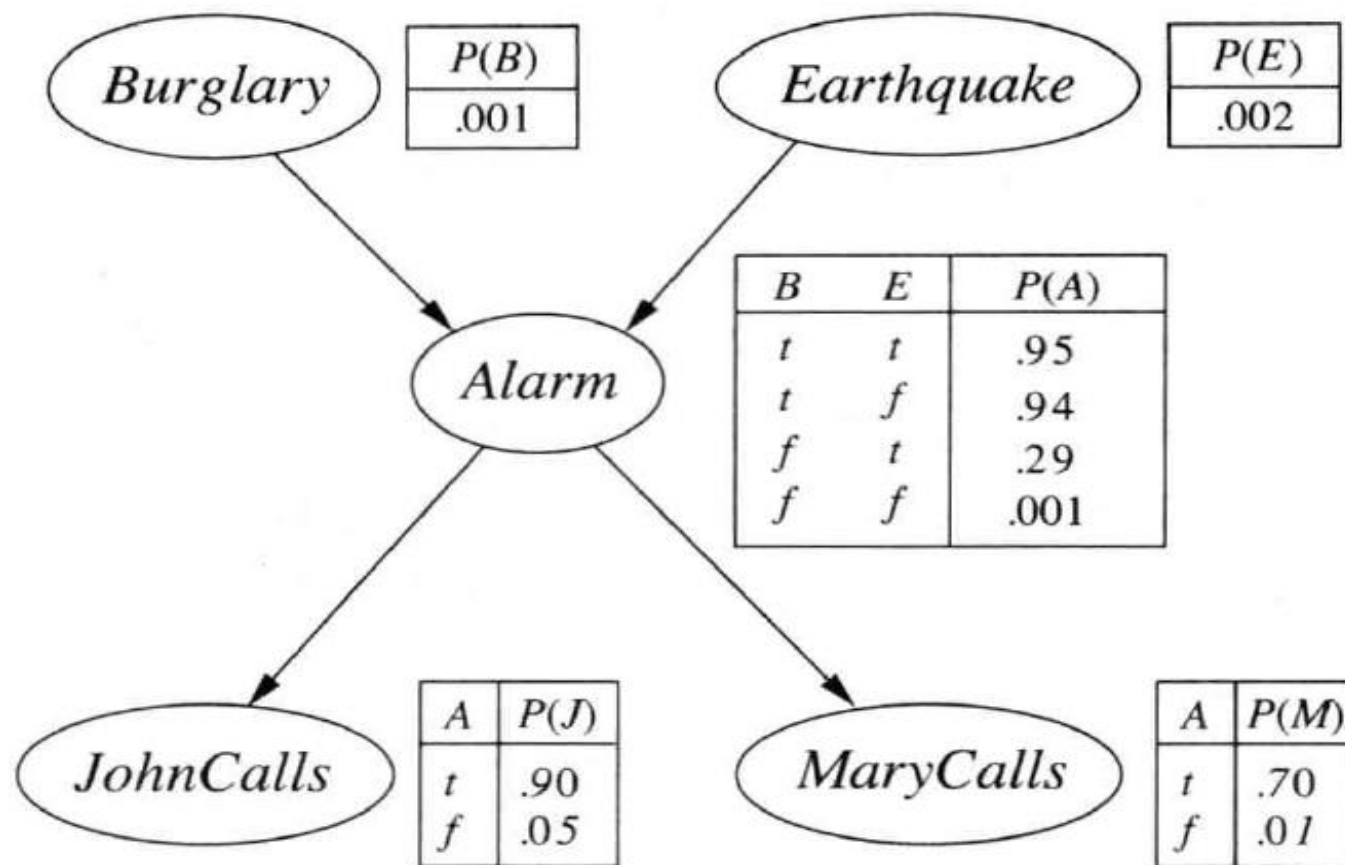 Burglary
P(B)
.001
Earthquake
P(E)
.002
Alarm
B E P(A)
t t .95
t f .94
f t .29
f f .001
JohnCalls
A P(J)
t .90
f .05
MaryCalls
A P(M)
t .70
f .01